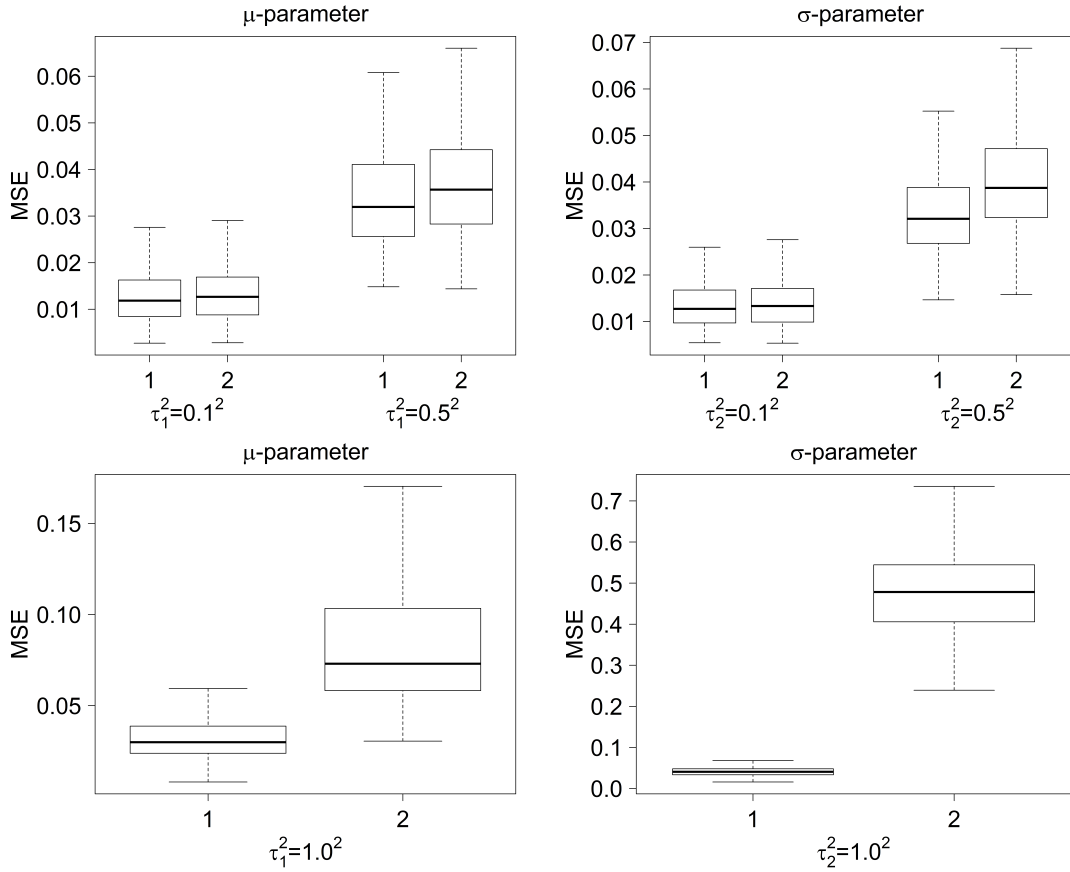 μ-parameter
MSE
0.06
0.05
0.04
0.03
0.02
0.01
1 2 1 2
τ₁²=0.1² τ₁²=0.5²
σ-parameter
MSE
0.07
0.06
0.05
0.04
0.03
0.02
0.01
1 2 1 2
τ₂²=0.1² τ₂²=0.5²
μ-parameter
MSE
0.15
0.10
0.05
1 2
τ₁²=1.0²
σ-parameter
MSE
0.7
0.6
0.5
0.4
0.3
0.2
0.1
0.0
1 2
τ₂²=1.0²